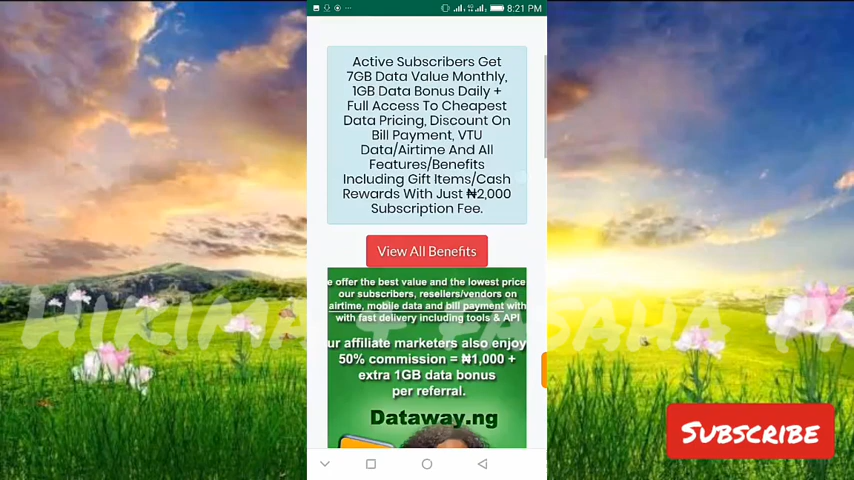 8:21 PM
Active Subscribers Get
7GB Data Value Monthly,
1GB Data Bonus Daily +
Full Access To Cheapest
Data Pricing, Discount On
Bill Payment, VTU
Data/Airtime And All
Features/Benefits
Including Gift Items/Cash
Rewards With Just ₦2,000
Subscription Fee.
View All Benefits
e offer the best value and the lowest price
our subscribers, resellers/vendors on
airtime, mobile data and bill payment with
with fast delivery including tools & API
ur affiliate marketers also enjoy
50% commission = ₦1,000 +
extra 1GB data bonus
per referral.
Dataway.ng
SUBSCRIBE